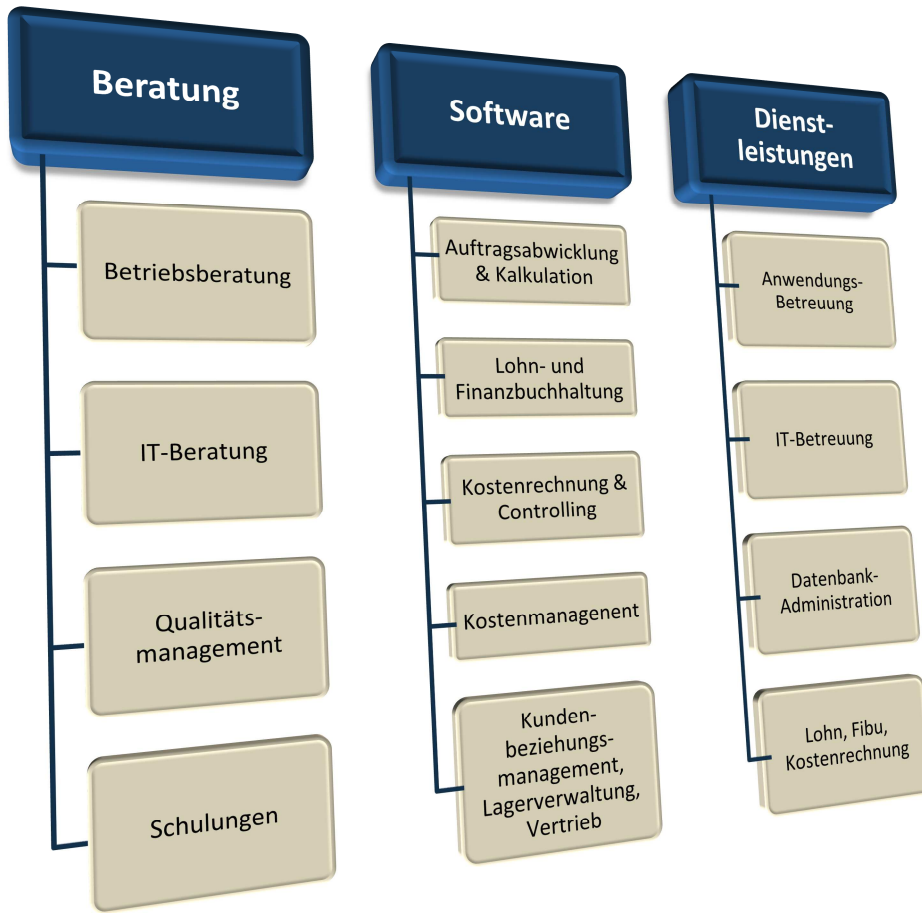 Beratung
Betriebsberatung
IT-Beratung
Qualitäts-
management
Schulungen
Software
Auftragsabwicklung
& Kalkulation
Lohn- und
Finanzbuchhaltung
Kostenrechnung &
Controlling
Kostenmanagenent
Kunden-
beziehungs-
management,
Lagerverwaltung,
Vertrieb
Dienst-
leistungen
Anwendungs-
Betreuung
IT-Betreuung
Datenbank-
Administration
Lohn, Fibu,
Kostenrechnung